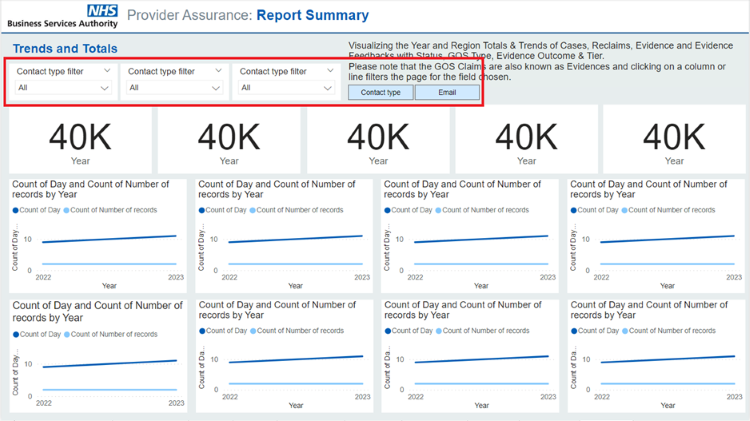 NHS
Business Services Authority
Provider Assurance: Report Summary
Trends and Totals
Visualizing the Year and Region Totals & Trends of Cases, Reclaims, Evidence and Evidence
Feedbacks with Status, GOS Type, Evidence Outcome & Tier.
Please note that the GOS Claims are also known as Evidences and clicking on a column or
line filters the page for the field chosen.
Contact type filter
All
Contact type filter
All
Contact type filter
All
Contact type
Email
40K
Year
40K
Year
40K
Year
40K
Year
40K
Year
Count of Day and Count of Number of
records by Year
Count of Day Count of Number of records
Count of Day...
10
0
2022 2023
Year
Count of Day and Count of Number of
records by Year
Count of Day Count of Number of records
Count of Day...
10
0
2022 2023
Year
Count of Day and Count of Number of
records by Year
Count of Day Count of Number of records
Count of Day...
10
0
2022 2023
Year
Count of Day and Count of Number of
records by Year
Count of Day Count of Number of records
Count of Day...
10
0
2022 2023
Year
Count of Day and Count of Number of
records by Year
Count of Day Count of Number of records
Count of Da...
10
0
2022 2023
Year
Count of Day and Count of Number of
records by Year
Count of Day Count of Number of records
Count of Da...
10
0
2022 2023
Year
Count of Day and Count of Number of
records by Year
Count of Day Count of Number of records
Count of Da...
10
0
2022 2023
Year
Count of Day and Count of Number of
records by Year
Count of Day Count of Number of records
Count of Da...
10
0
2022 2023
Year